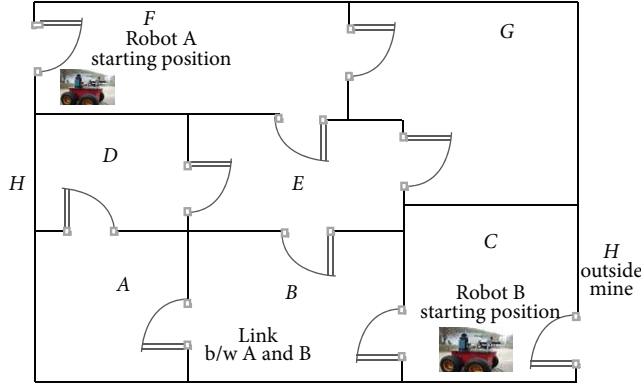 F
Robot A
starting position
G
D
H
E
C
A
B
H
outside
mine
Robot B
starting position
Link
b/w A and B